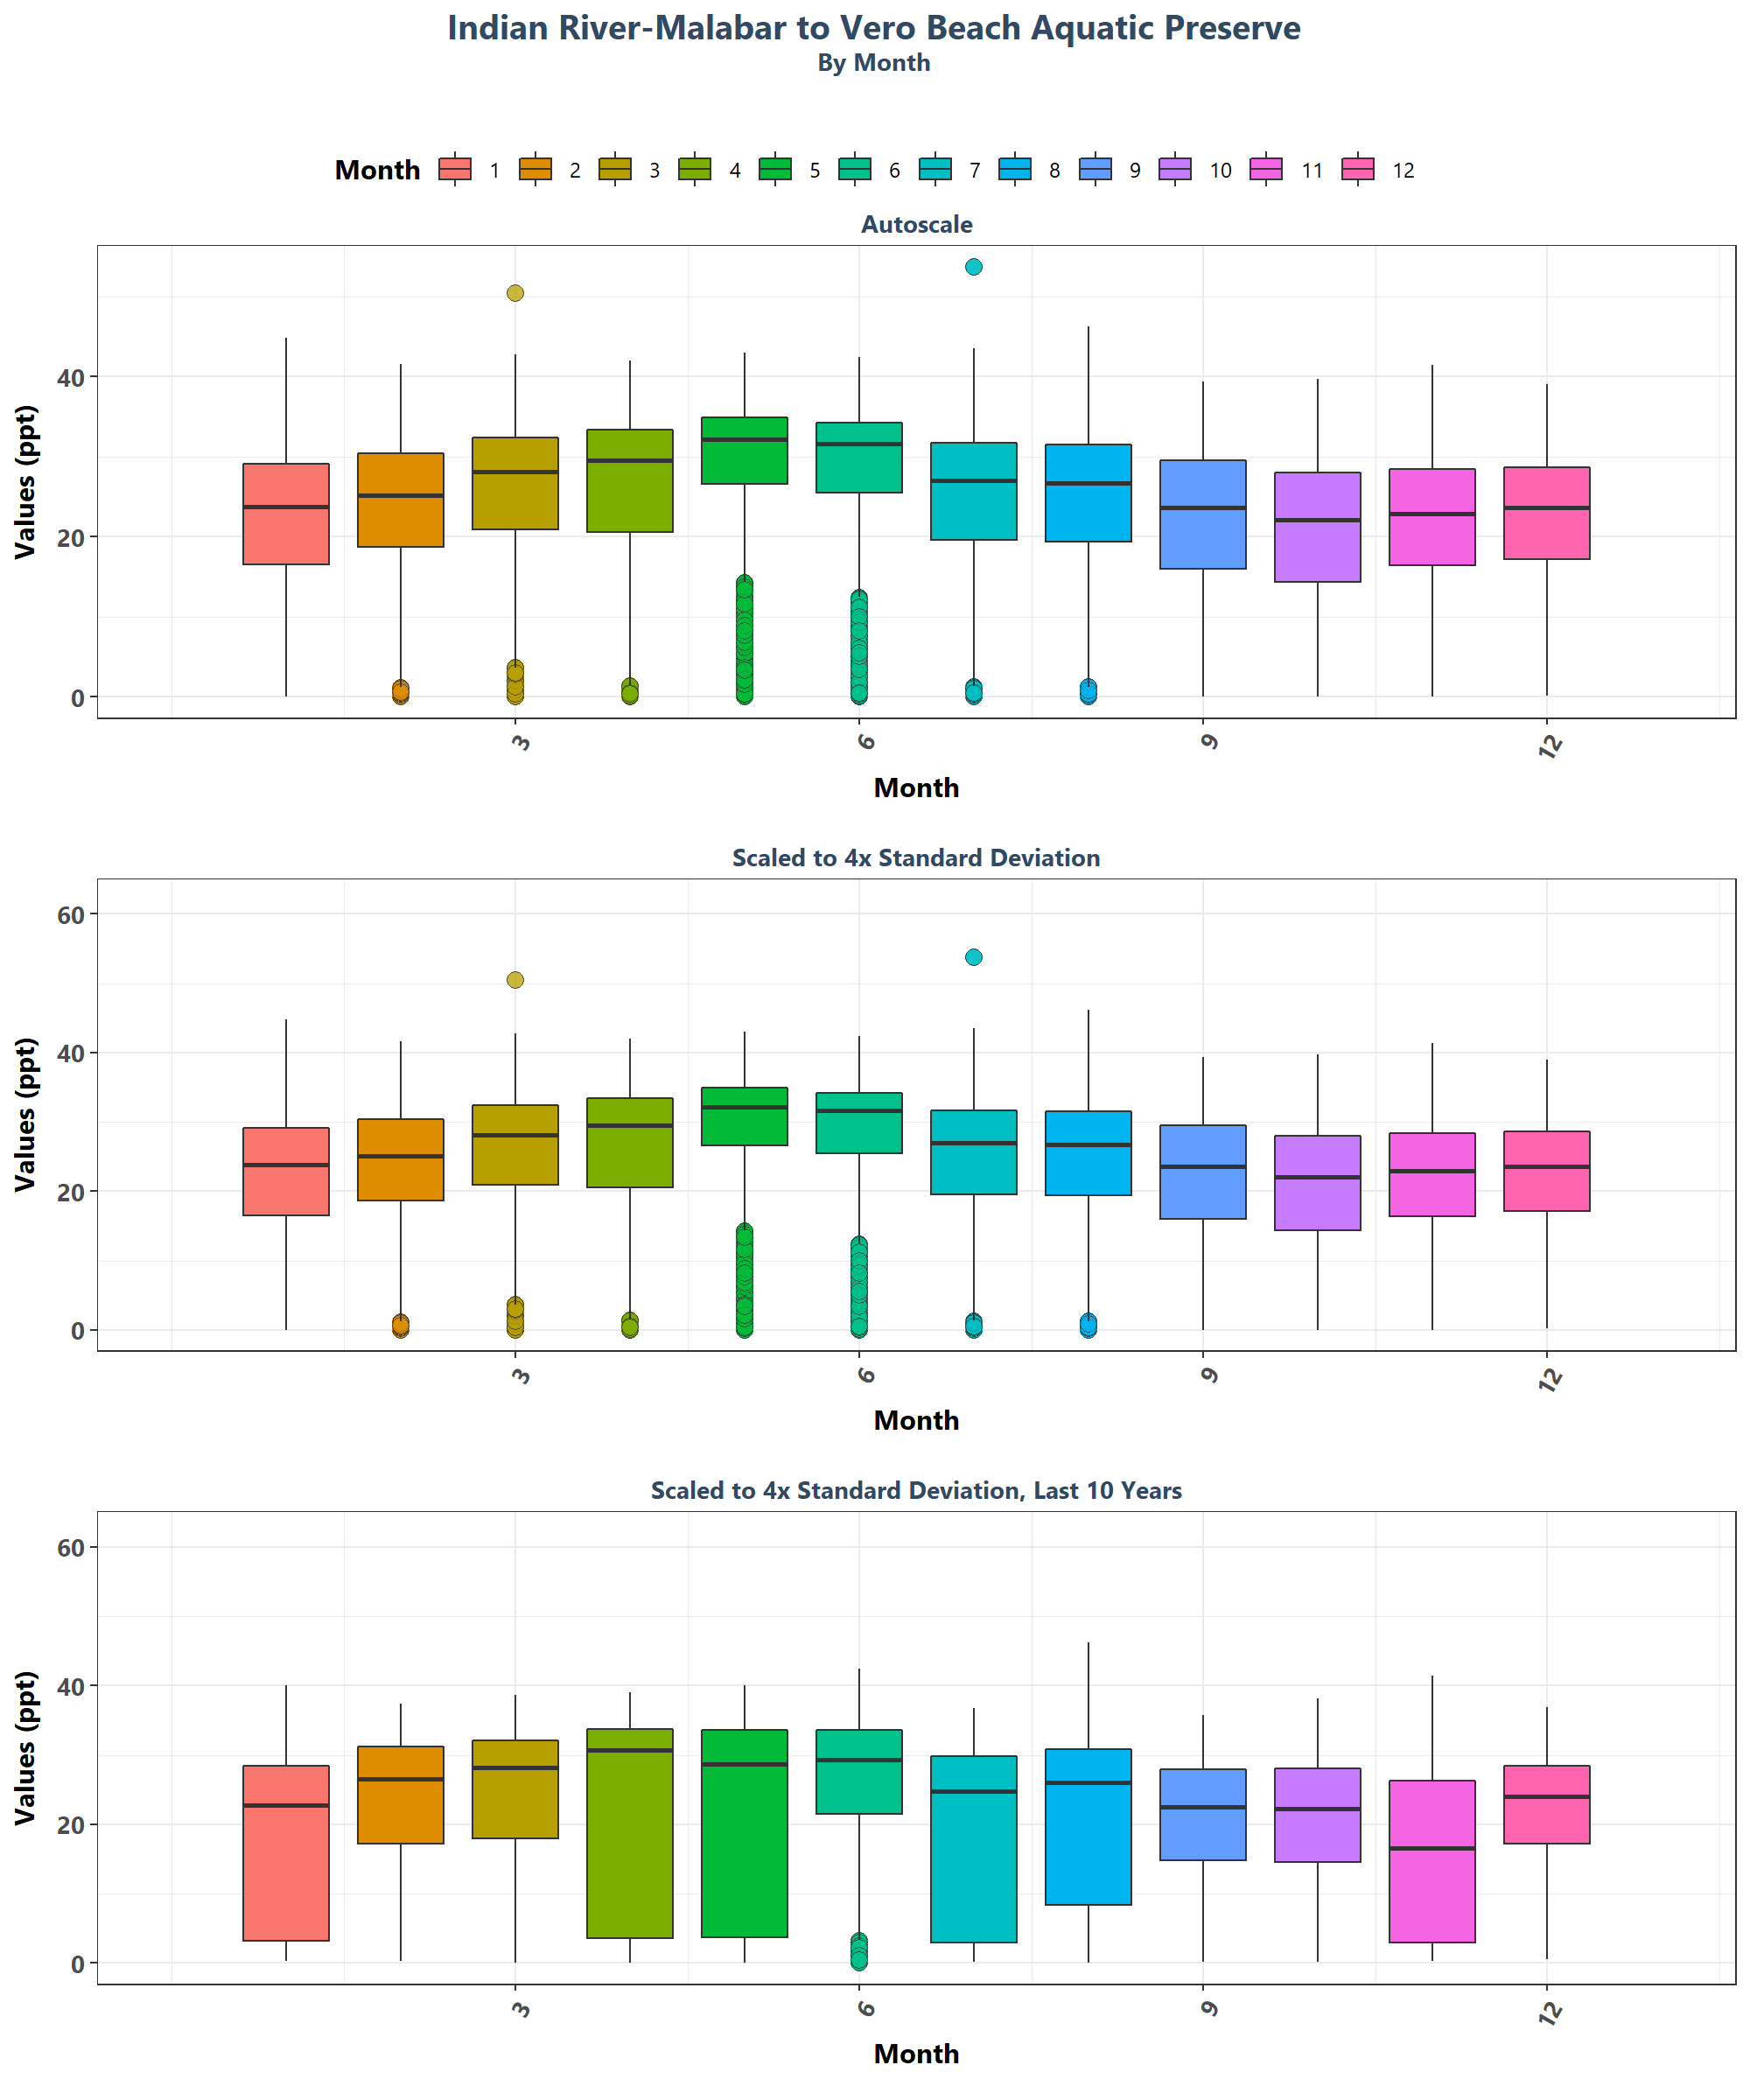 Indian River-Malabar to Vero Beach Aquatic Preserve
By Month
Month 1 2 3 4 5 6 7 8 9 10 11 12
Autoscale
Values (ppt)
40
20
0
3 6 9 12
Month
Scaled to 4x Standard Deviation
Values (ppt)
60
40
20
0
3 6 9 12
Month
Scaled to 4x Standard Deviation, Last 10 Years
Values (ppt)
60
40
20
0
3 6 9 12
Month